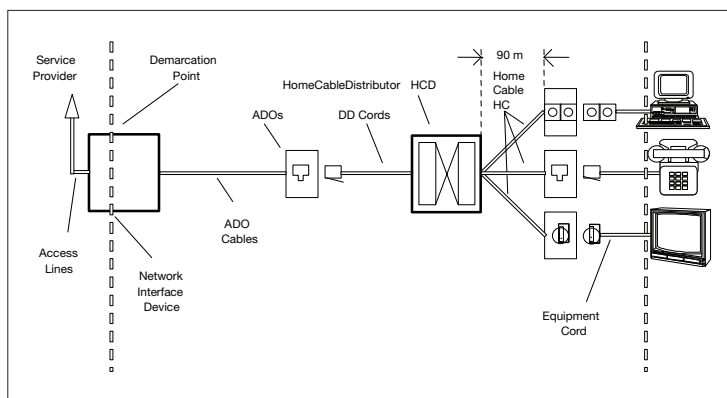 Service
Provider
Demarcation
Point
90 m
HomeCableDistributor
HCD
Home
Cable
HC
ADOs
DD Cords
ADO
Cables
Access
Lines
Network
Interface
Device
Equipment
Cord